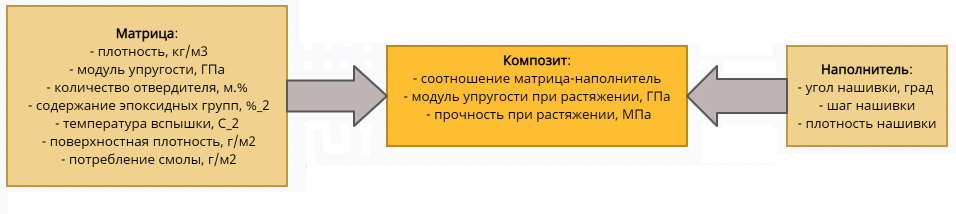 Матрица:
- плотность, кг/м3
- модуль упругости, ГПа
- количество отвердителя, м.%
- содержание эпоксидных групп, %_2
- температура вспышки, С_2
- поверхностная плотность, г/м2
- потребление смолы, г/м2
Композит:
- соотношение матрица-наполнитель
- модуль упругости при растяжении, ГПа
- прочность при растяжении, МПа
Наполнитель:
- угол нашивки, град
- шаг нашивки
- плотность нашивки